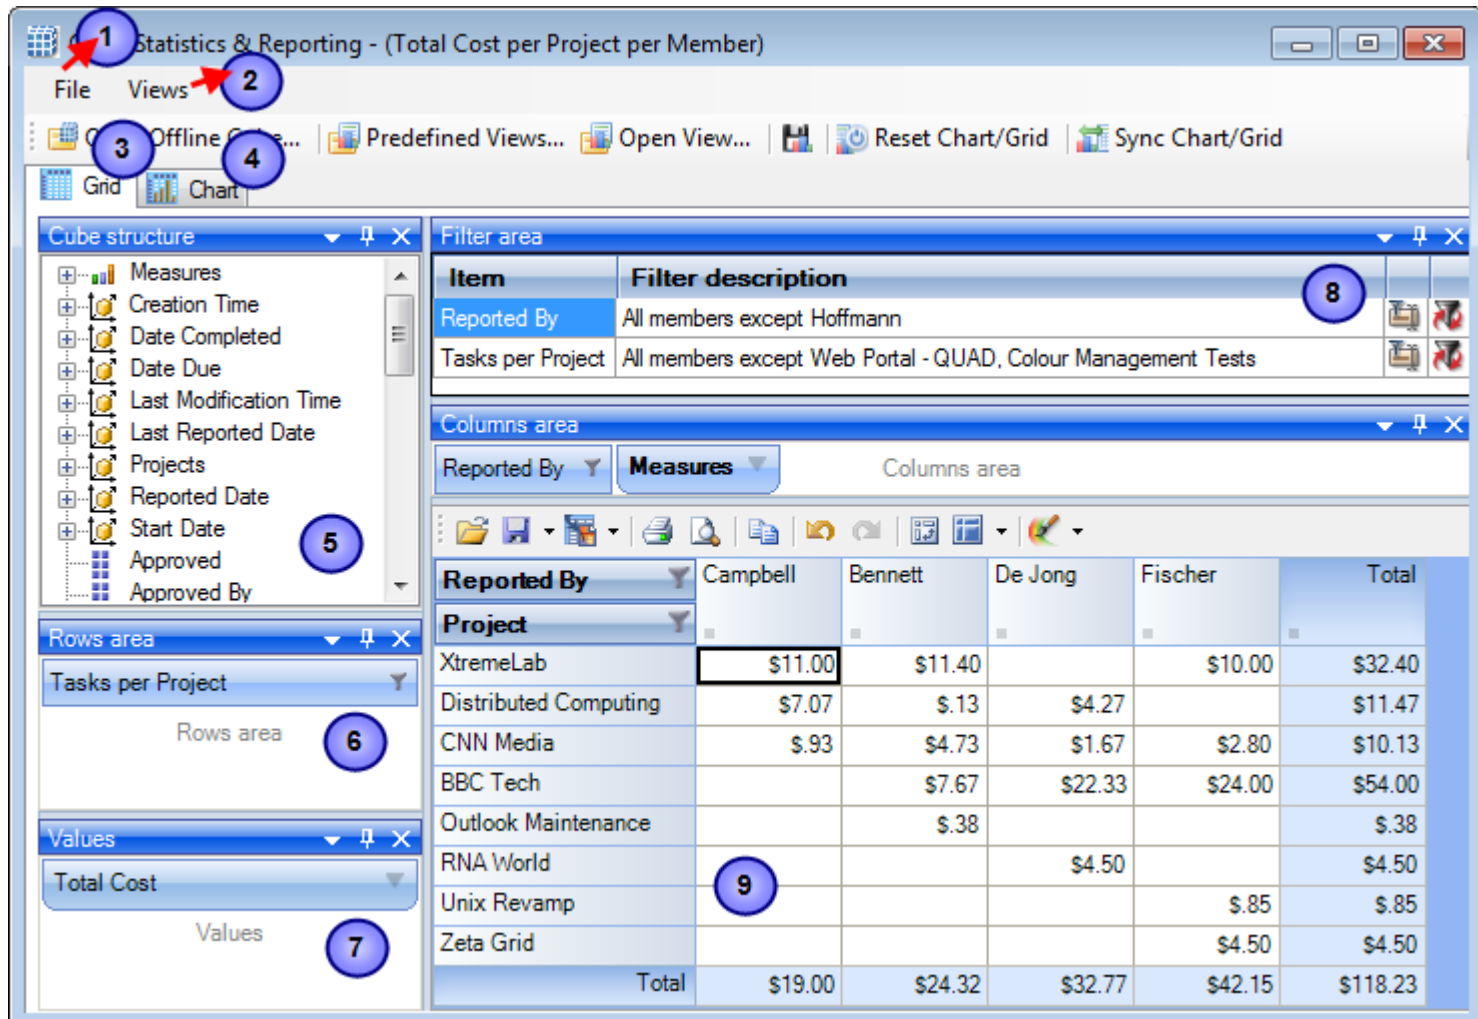 Statistics & Reporting - (Total Cost per Project per Member)
1
File Views 2
Offline Predefined Views... Open View... Reset Chart/Grid Sync Chart/Grid
3 4
Grid Chart
Cube structure
Measures
Creation Time
Date Completed
Date Due
Last Modification Time
Last Reported Date
Projects
Reported Date
Start Date
Approved
Approved By
5
Rows area
Tasks per Project
Rows area
6
Values
Total Cost
Values
7
Filter area
Item Filter description
8
Reported By All members except Hoffmann
Tasks per Project All members except Web Portal - QUAD, Colour Management Tests
Columns area
Reported By Measures Columns area
Reported By Campbell Bennett De Jong Fischer Total
Project
XtremeLab $11.00 $11.40 $10.00 $32.40
Distributed Computing $7.07 $.13 $4.27 $11.47
CNN Media $.93 $4.73 $1.67 $2.80 $10.13
BBC Tech $7.67 $22.33 $24.00 $54.00
Outlook Maintenance $.38 $.38
RNA World $4.50 $4.50
9
Unix Revamp $.85 $.85
Zeta Grid $4.50 $4.50
Total $19.00 $24.32 $32.77 $42.15 $118.23